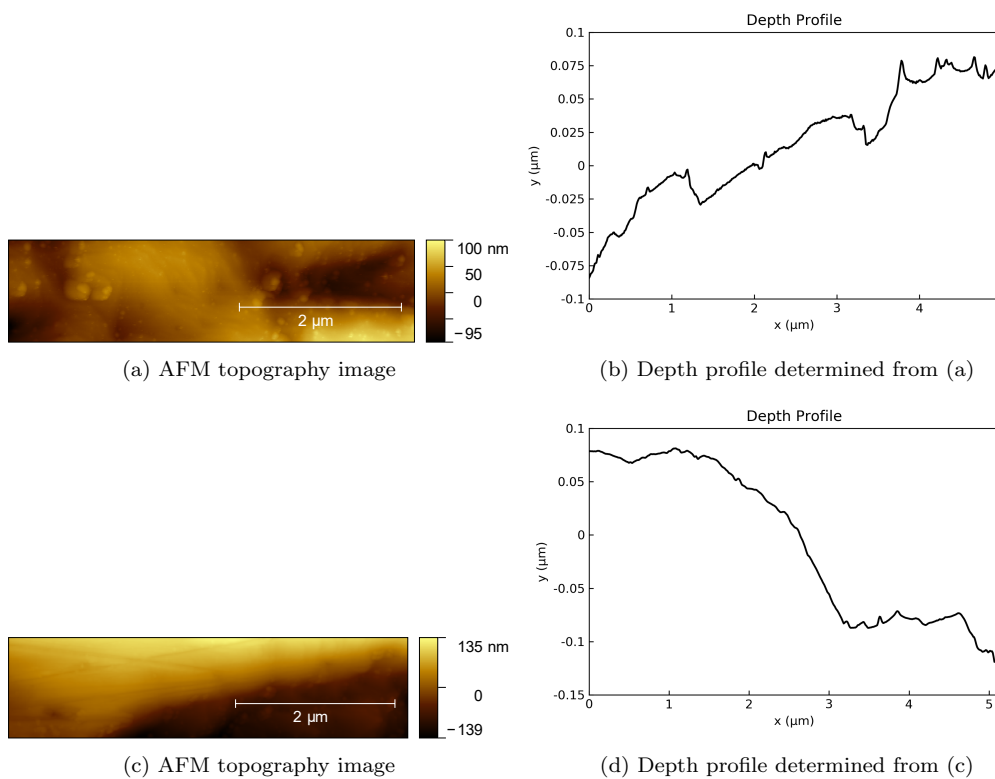 100 nm
50
0
−95
2 µm
(a) AFM topography image
Depth Profile
0.1
0.075
0.05
0.025
0
-0.025
-0.05
-0.075
-0.1
y (µm)
0
1
2
3
4
x (µm)
(b) Depth profile determined from (a)
135 nm
0
−139
2 µm
(c) AFM topography image
Depth Profile
0.1
0.05
0
-0.05
-0.1
-0.15
y (µm)
0
1
2
3
4
5
x (µm)
(d) Depth profile determined from (c)